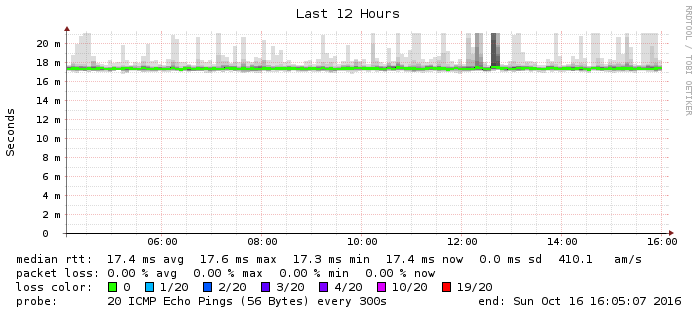 Last 12 Hours
RRDTOOL / TOBI OETIKER
Seconds
20 m
18 m
16 m
14 m
12 m
10 m
8 m
6 m
4 m
2 m
0
06:00 08:00 10:00 12:00 14:00 16:00
median rtt: 17.4 ms avg 17.6 ms max 17.3 ms min 17.4 ms now 0.0 ms sd 410.1 am/s
packet loss: 0.00 % avg 0.00 % max 0.00 % min 0.00 % now
loss color: 0 1/20 2/20 3/20 4/20 10/20 19/20
probe: 20 ICMP Echo Pings (56 Bytes) every 300s end: Sun Oct 16 16:05:07 2016